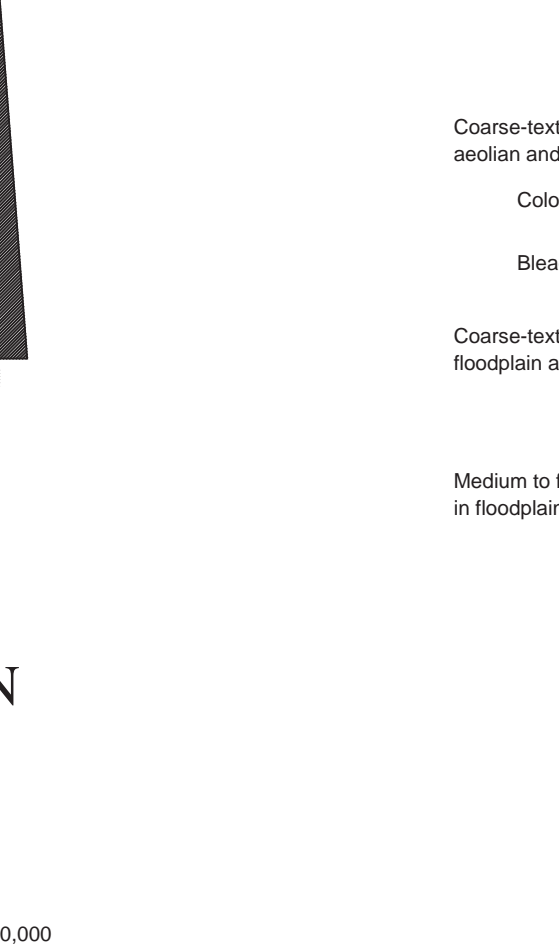 Coarse-text
aeolian and
Colo
Blea
Coarse-text
floodplain a
Medium to f
in floodplain
N
0,000